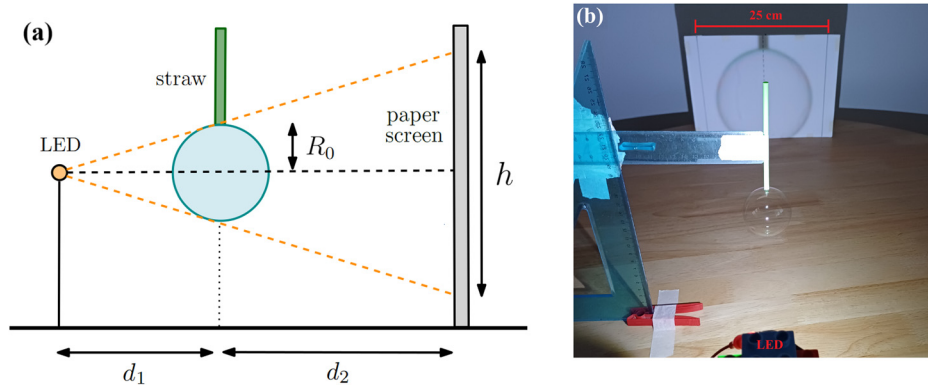 (a)
straw
LED
R₀
paper
screen
h
d₁
d₂
(b)
25 cm
LED